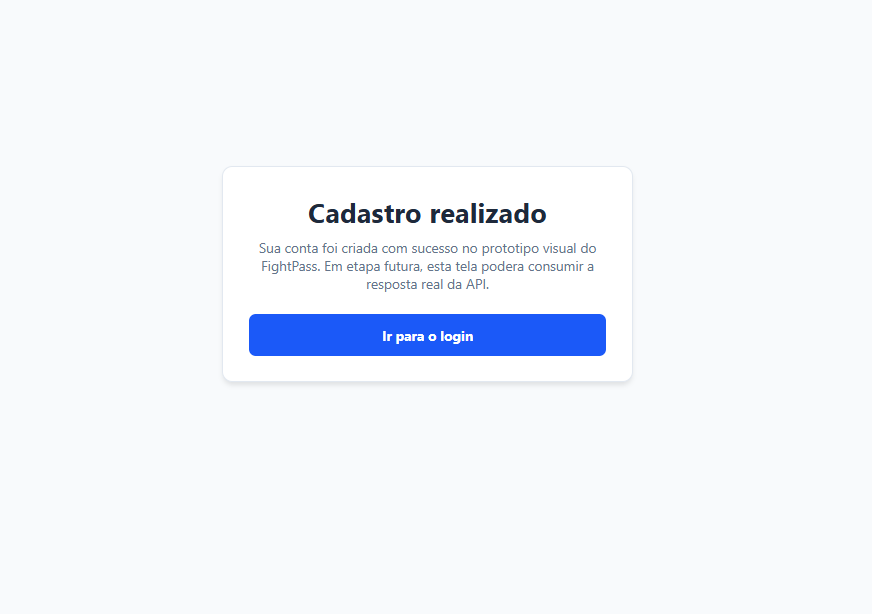 Cadastro realizado
Sua conta foi criada com sucesso no prototipo visual do
FightPass. Em etapa futura, esta tela podera consumir a
resposta real da API.
Ir para o login